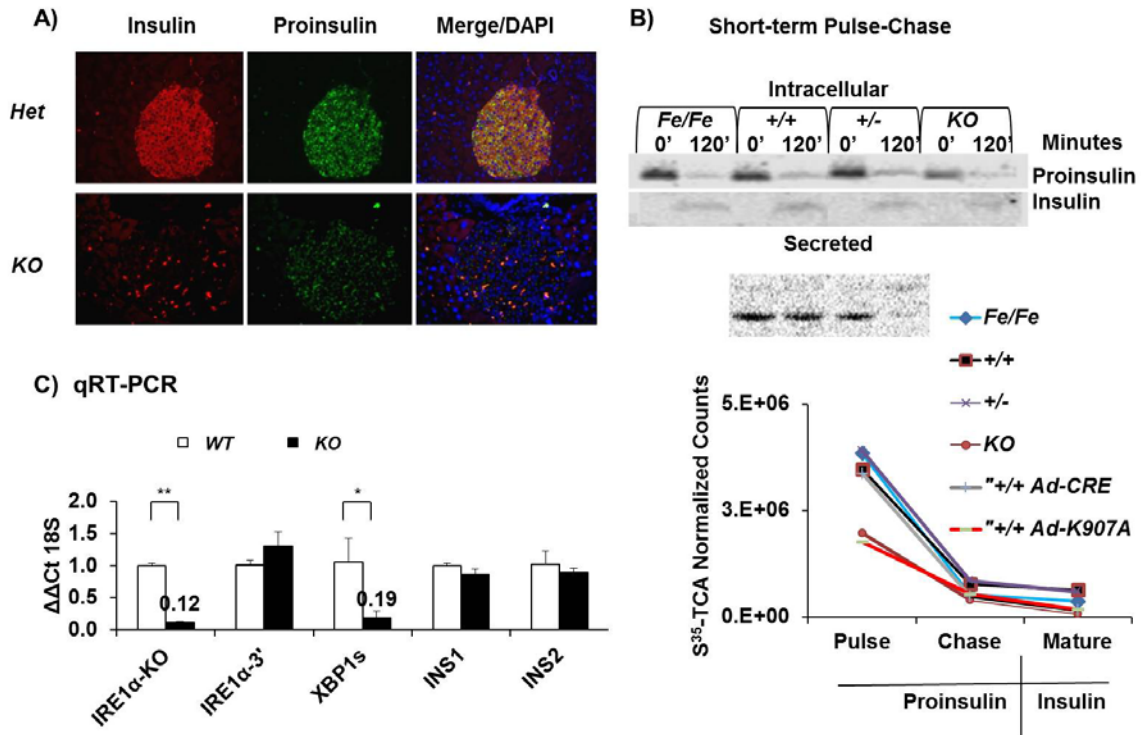 A)
Insulin Proinsulin Merge/DAPI
Het
KO
B) Short-term Pulse-Chase
Intracellular
Fe/Fe +/+ +/- KO
0' 120' 0' 120' 0' 120' 0' 120' Minutes
Proinsulin
Insulin
Secreted
Fe/Fe
+/+
+/-
KO
"+/+ Ad-CRE
"+/+ Ad-K907A
S³⁵-TCA Normalized Counts
5.E+06
3.E+06
0.E+00
Pulse Chase Mature
Proinsulin Insulin
C) qRT-PCR
WT KO
ΔΔCt 18S
2.0
1.5
1.0
0.5
0.0
** *
0.12 0.19
IRE1α-KO IRE1α-3' XBP1s INS1 INS2